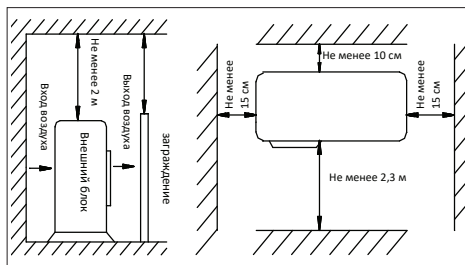 Вход воздуха
Внешний блок
Не менее 2 м
Выход воздуха
заграждение
Не менее 10 см
Не менее
15 см
Не менее
15 см
Не менее 2,3 м